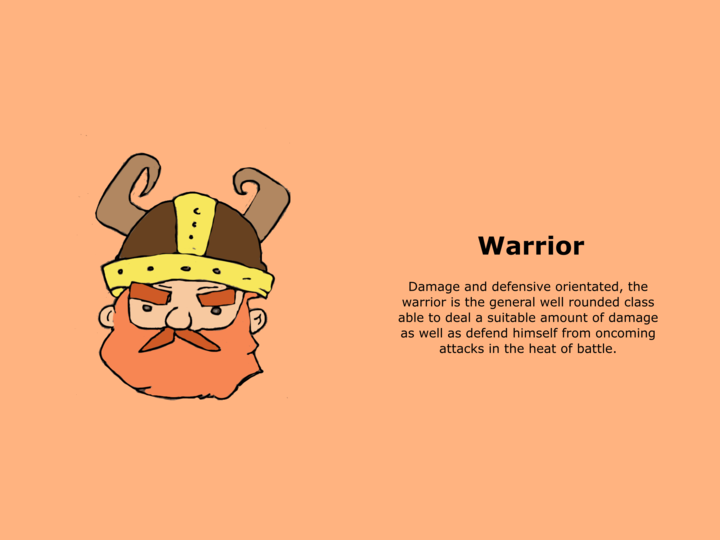 Warrior
Damage and defensive orientated, the
warrior is the general well rounded class
able to deal a suitable amount of damage
as well as defend himself from oncoming
attacks in the heat of battle.